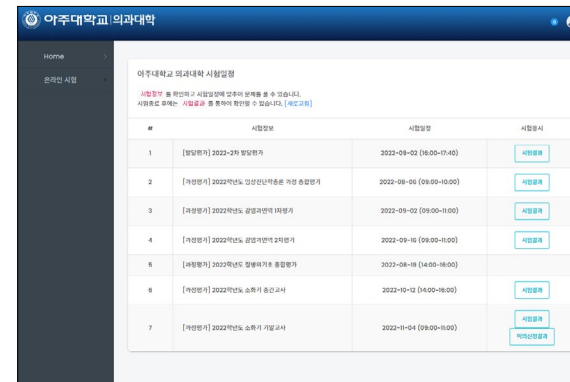 아주대학교 의과대학
Home
온라인 시험
아주대학교 의과대학 시험일정
시험정보 를 확인하고 시험일정에 맞추어 문제를 풀 수 있습니다.
시험종료 후에는 시험결과 를 통하여 확인할 수 있습니다. [새로고침]
# 시험정보 시험일정 시험응시
1 [발달평가] 2022-2차 발달평가 2022-09-02 (16:00-17:40) 시험결과
2 [과정평가] 2022학년도 임상진단학총론 과정 종합평가 2022-08-06 (09:00-10:00) 시험결과
3 [과정평가] 2022학년도 감염과면역 1차평가 2022-09-02 (09:00-11:00) 시험결과
4 [과정평가] 2022학년도 감염과면역 2차평가 2022-09-16 (09:00-11:00) 시험결과
5 [과정평가] 2022학년도 질병의기초 종합평가 2022-08-19 (14:00-16:00)
6 [과정평가] 2022학년도 소화기 중간고사 2022-10-12 (14:00-16:00) 시험결과
7 [과정평가] 2022학년도 소화기 기말고사 2022-11-04 (09:00-11:00) 시험결과
이의신청결과